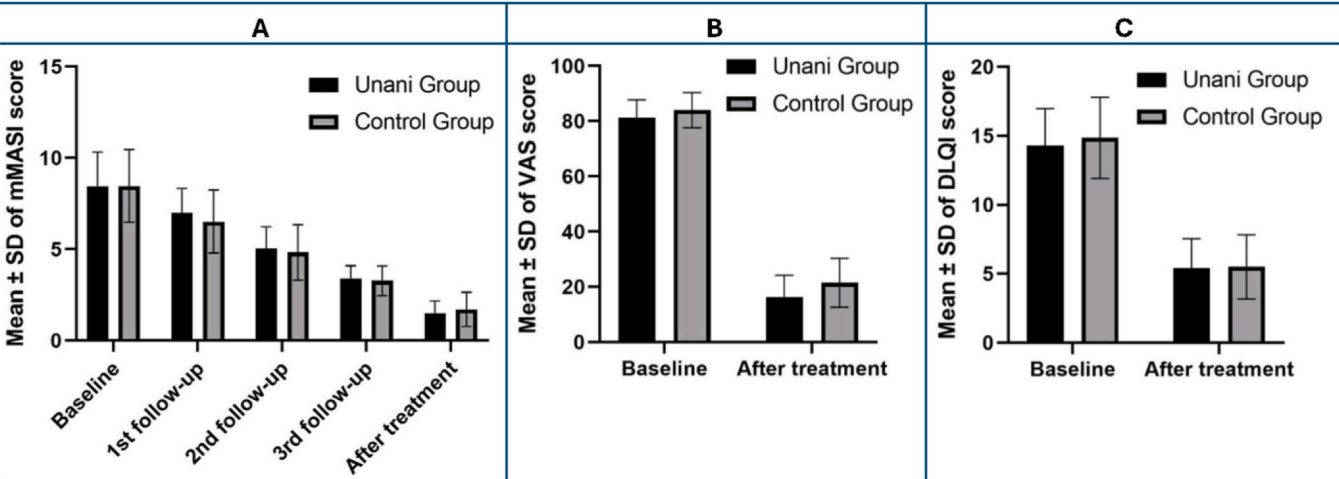 A
Mean ± SD of mMASI score
15
10
5
0
Unani Group
Control Group
Baseline
1st follow-up
2nd follow-up
3rd follow-up
After treatment
B
Mean ± SD of VAS score
100
80
60
40
20
0
Unani Group
Control Group
Baseline
After treatment
C
Mean ± SD of DLQI score
20
15
10
5
0
Unani Group
Control Group
Baseline
After treatment